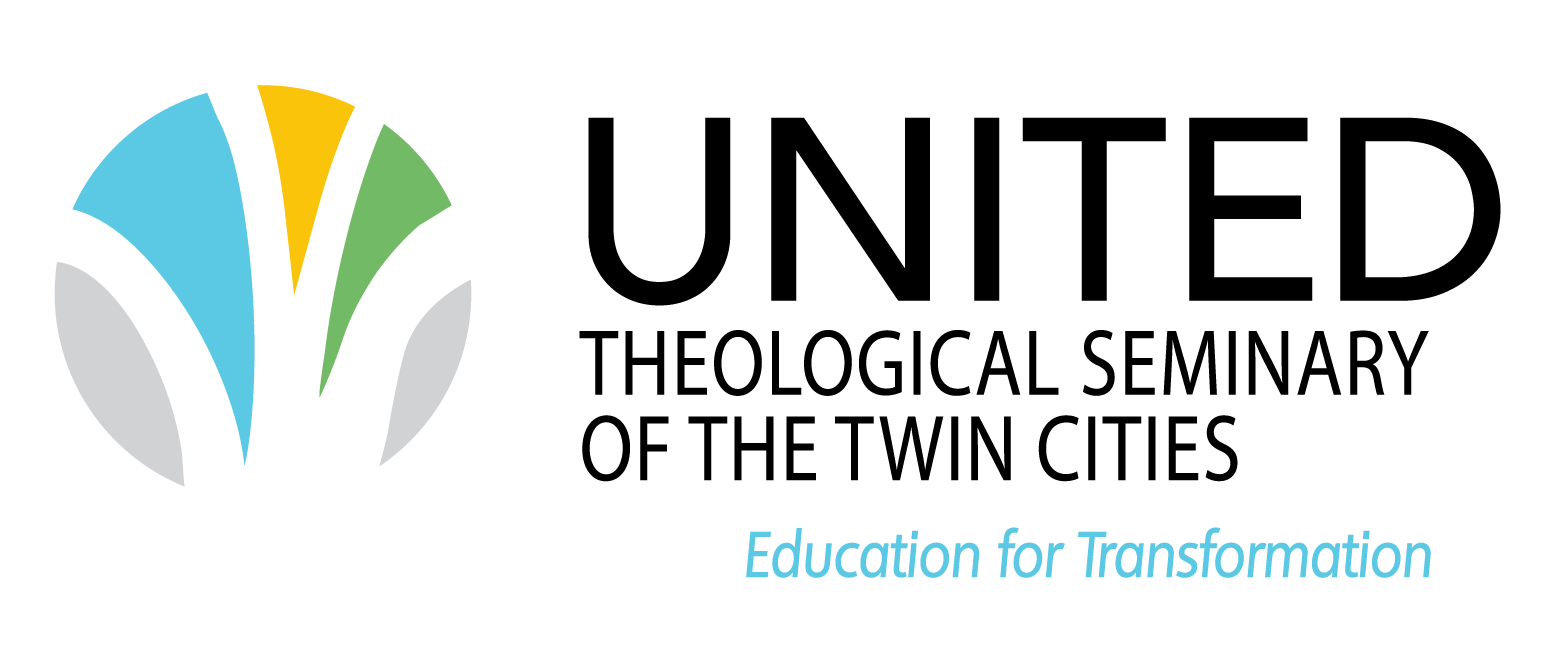 UNITED
THEOLOGICAL SEMINARY
OF THE TWIN CITIES
Education for Transformation